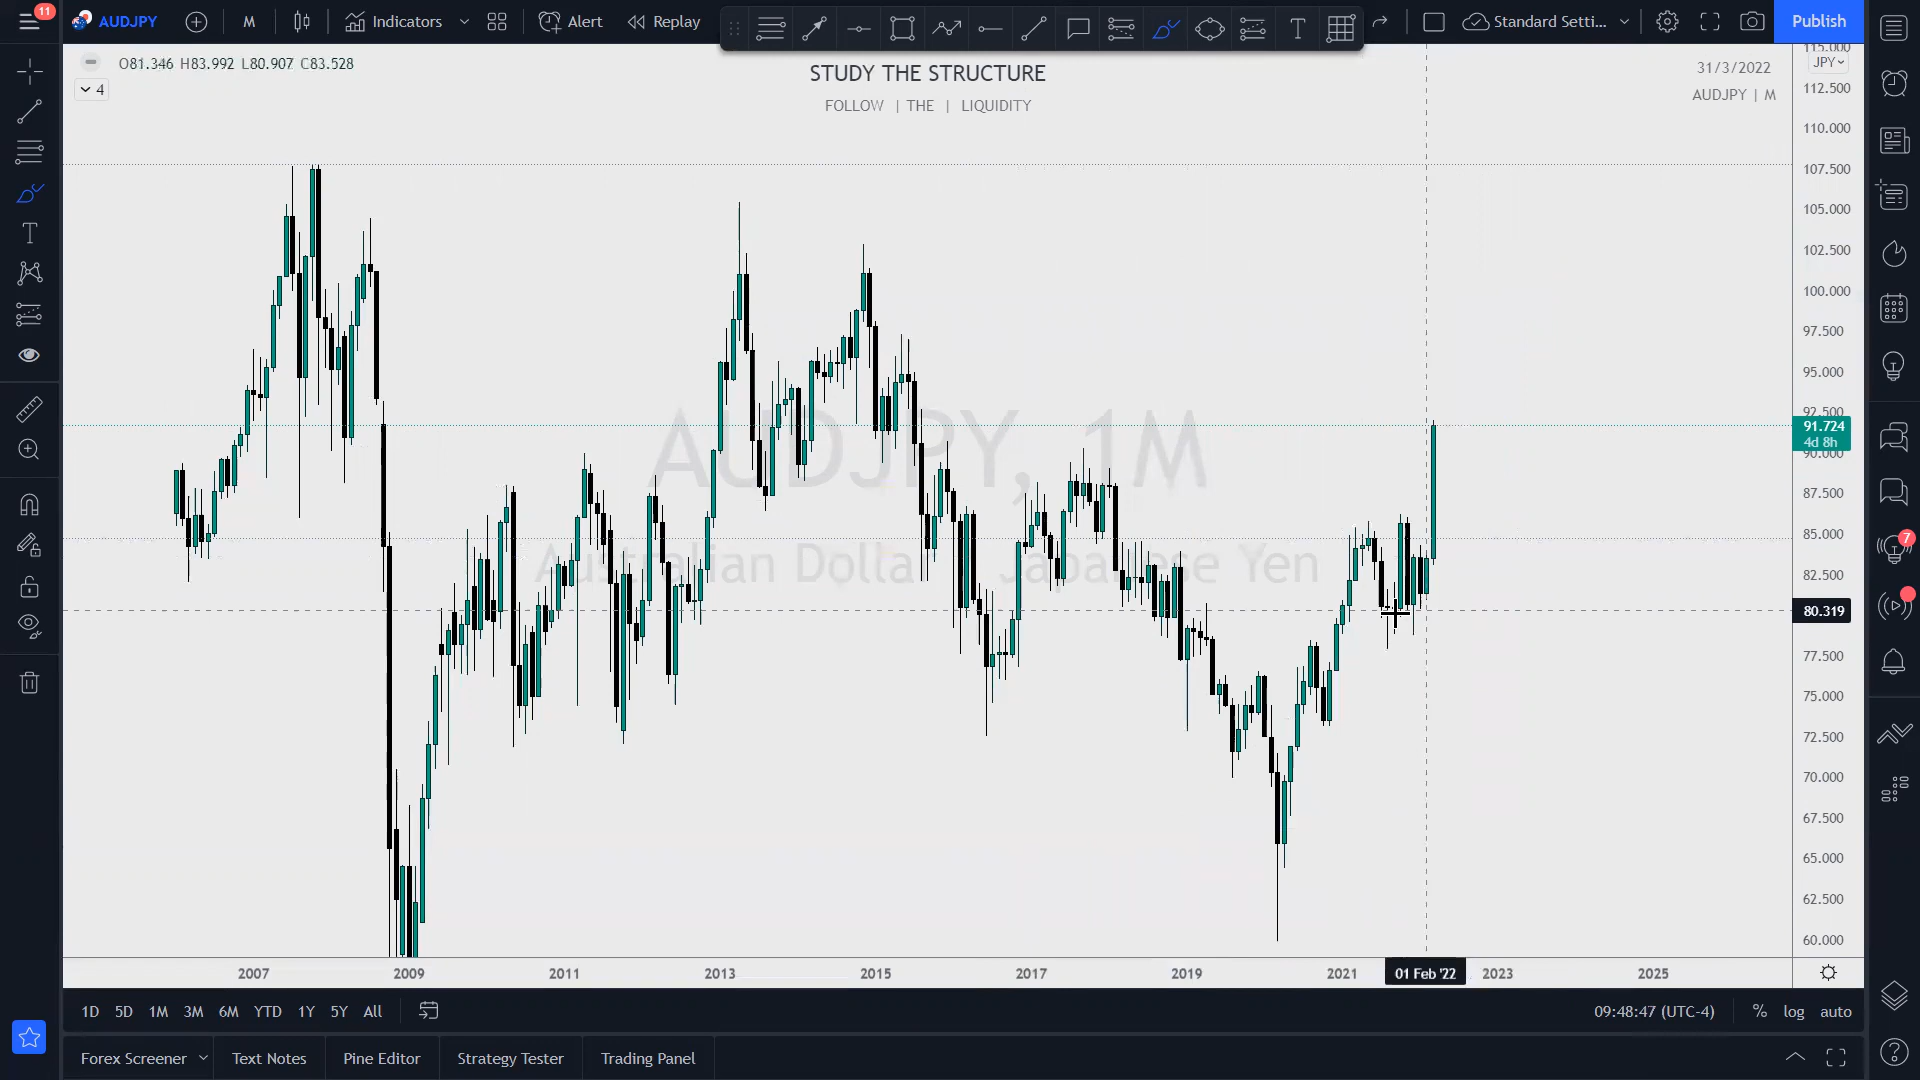 11
AUDJPY
M
Indicators
Alert
Replay
Standard Setti...
Publish
O81.346 H83.992 L80.907 C83.528
4
STUDY THE STRUCTURE
FOLLOW | THE | LIQUIDITY
31/3/2022
AUDJPY | M
AUDJPY, 1M
Australian Dollar Japanese Yen
115.000
JPY
112.500
110.000
107.500
105.000
102.500
100.000
97.500
95.000
92.500
91.724
4d 8h
90.000
87.500
85.000
82.500
80.319
77.500
75.000
72.500
70.000
67.500
65.000
62.500
60.000
7
2007
2009
2011
2013
2015
2017
2019
2021
01 Feb '22
2023
2025
1D
5D
1M
3M
6M
YTD
1Y
5Y
All
09:48:47 (UTC-4)
%
log
auto
Forex Screener
Text Notes
Pine Editor
Strategy Tester
Trading Panel